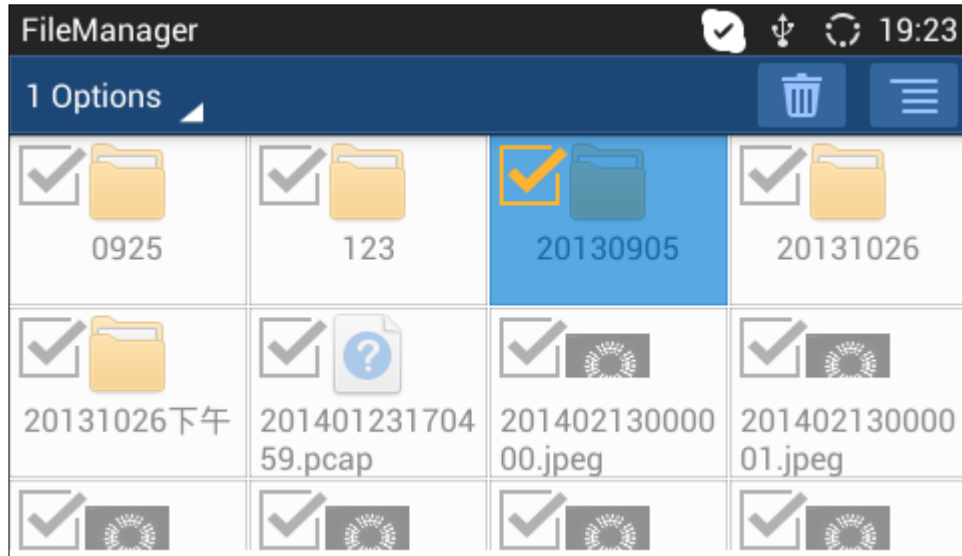 FileManager 19:23
1 Options
0925 123 20130905 20131026
20131026下午 201401231704 201402130000 201402130000
59.pcap 00.jpeg 01.jpeg